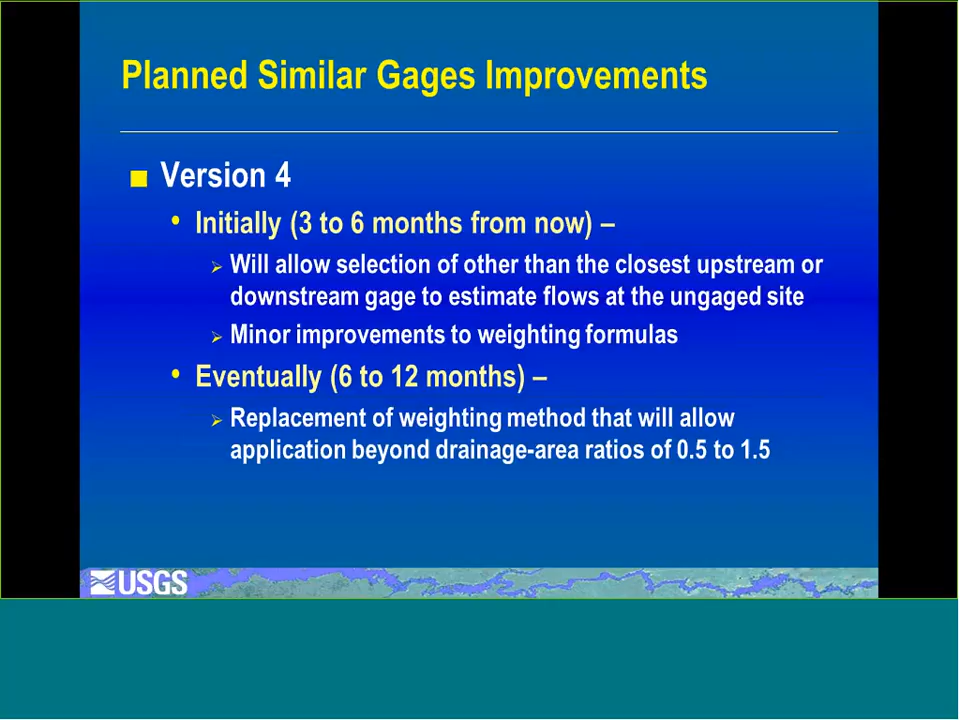 Planned Similar Gages Improvements
Version 4
Initially (3 to 6 months from now) –
Will allow selection of other than the closest upstream or
downstream gage to estimate flows at the ungaged site
Minor improvements to weighting formulas
Eventually (6 to 12 months) –
Replacement of weighting method that will allow
application beyond drainage-area ratios of 0.5 to 1.5
USGS